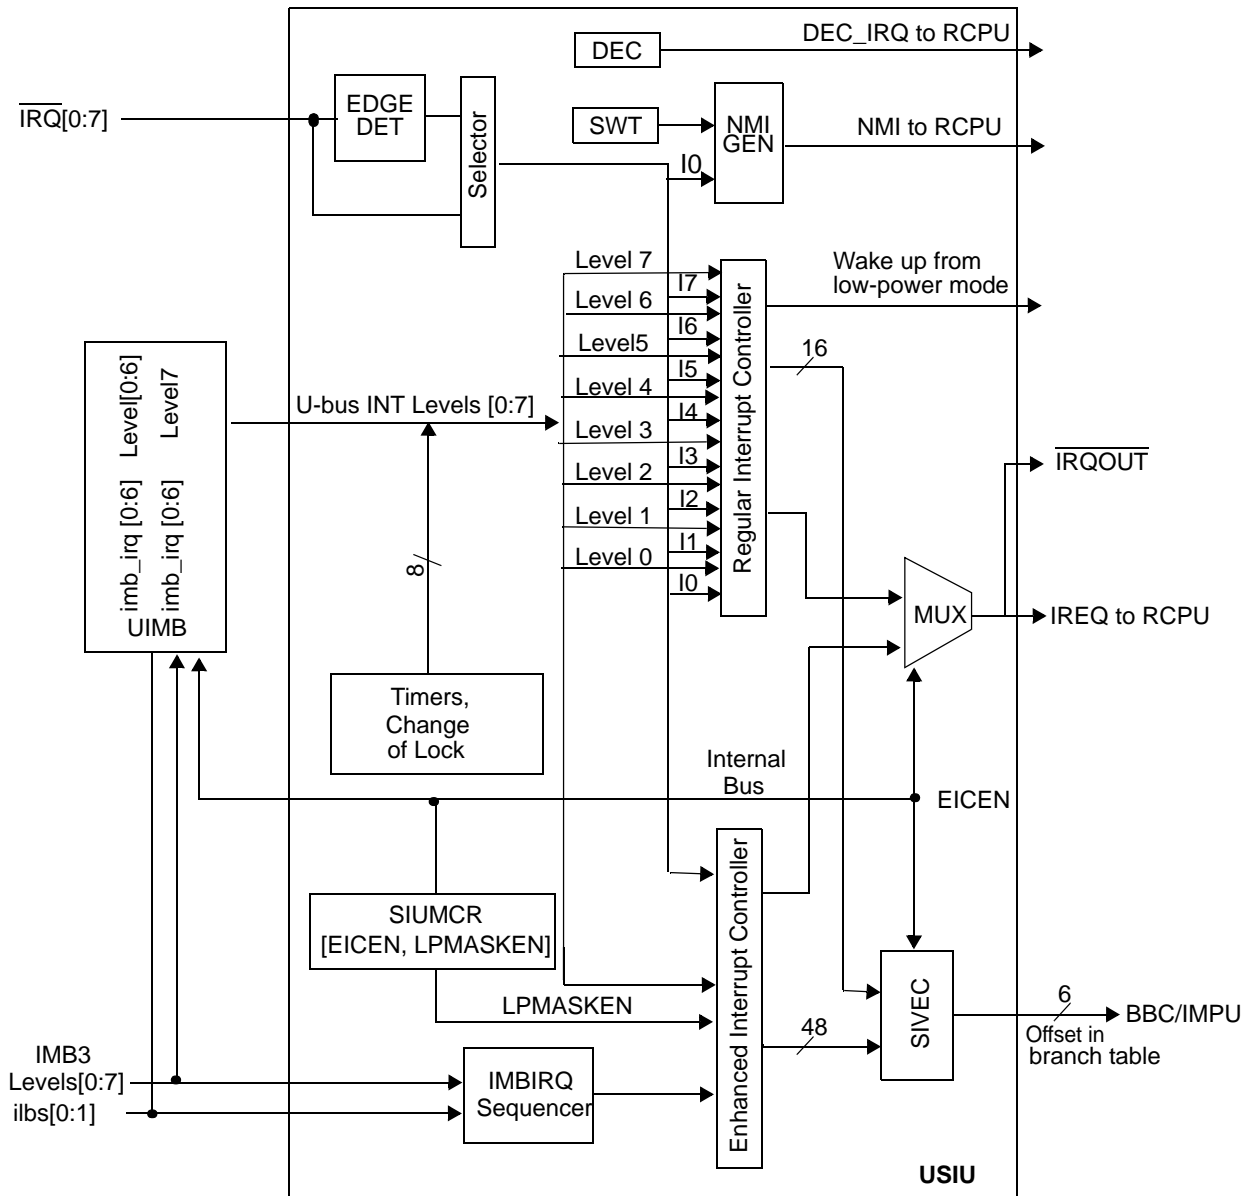 DEC_IRQ to RCPU
DEC
IRQ[0:7]
EDGE
DET
Selector
SWT
NMI
GEN
NMI to RCPU
I0
Level 7
I7
Level 6
I6
Level5
I5
Level 4
I4
Level 3
I3
Level 2
I2
Level 1
I1
Level 0
I0
Regular Interrupt Controller
Wake up from
low-power mode
16
Level[0:6]
Level7
imb_irq [0:6]
imb_irq [0:6]
UIMB
U-bus INT Levels [0:7]
8
IRQOUT
MUX
IREQ to RCPU
Timers,
Change
of Lock
Internal
Bus
EICEN
SIUMCR
[EICEN, LPMASKEN]
LPMASKEN
Enhanced Interrupt Controller
48
SIVEC
6
BBC/IMPU
Offset in
branch table
IMB3
Levels[0:7]
ilbs[0:1]
IMBIRQ
Sequencer
USIU